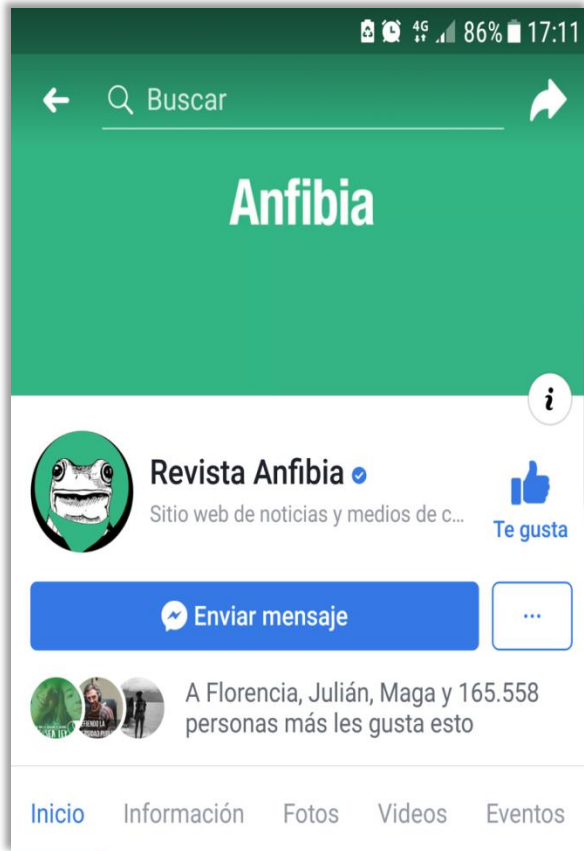 4G 86% 17:11
Buscar
Anfibia
i
Revista Anfibia
Sitio web de noticias y medios de c...
Te gusta
Enviar mensaje
...
A Florencia, Julián, Maga y 165.558
personas más les gusta esto
Inicio Información Fotos Videos Eventos